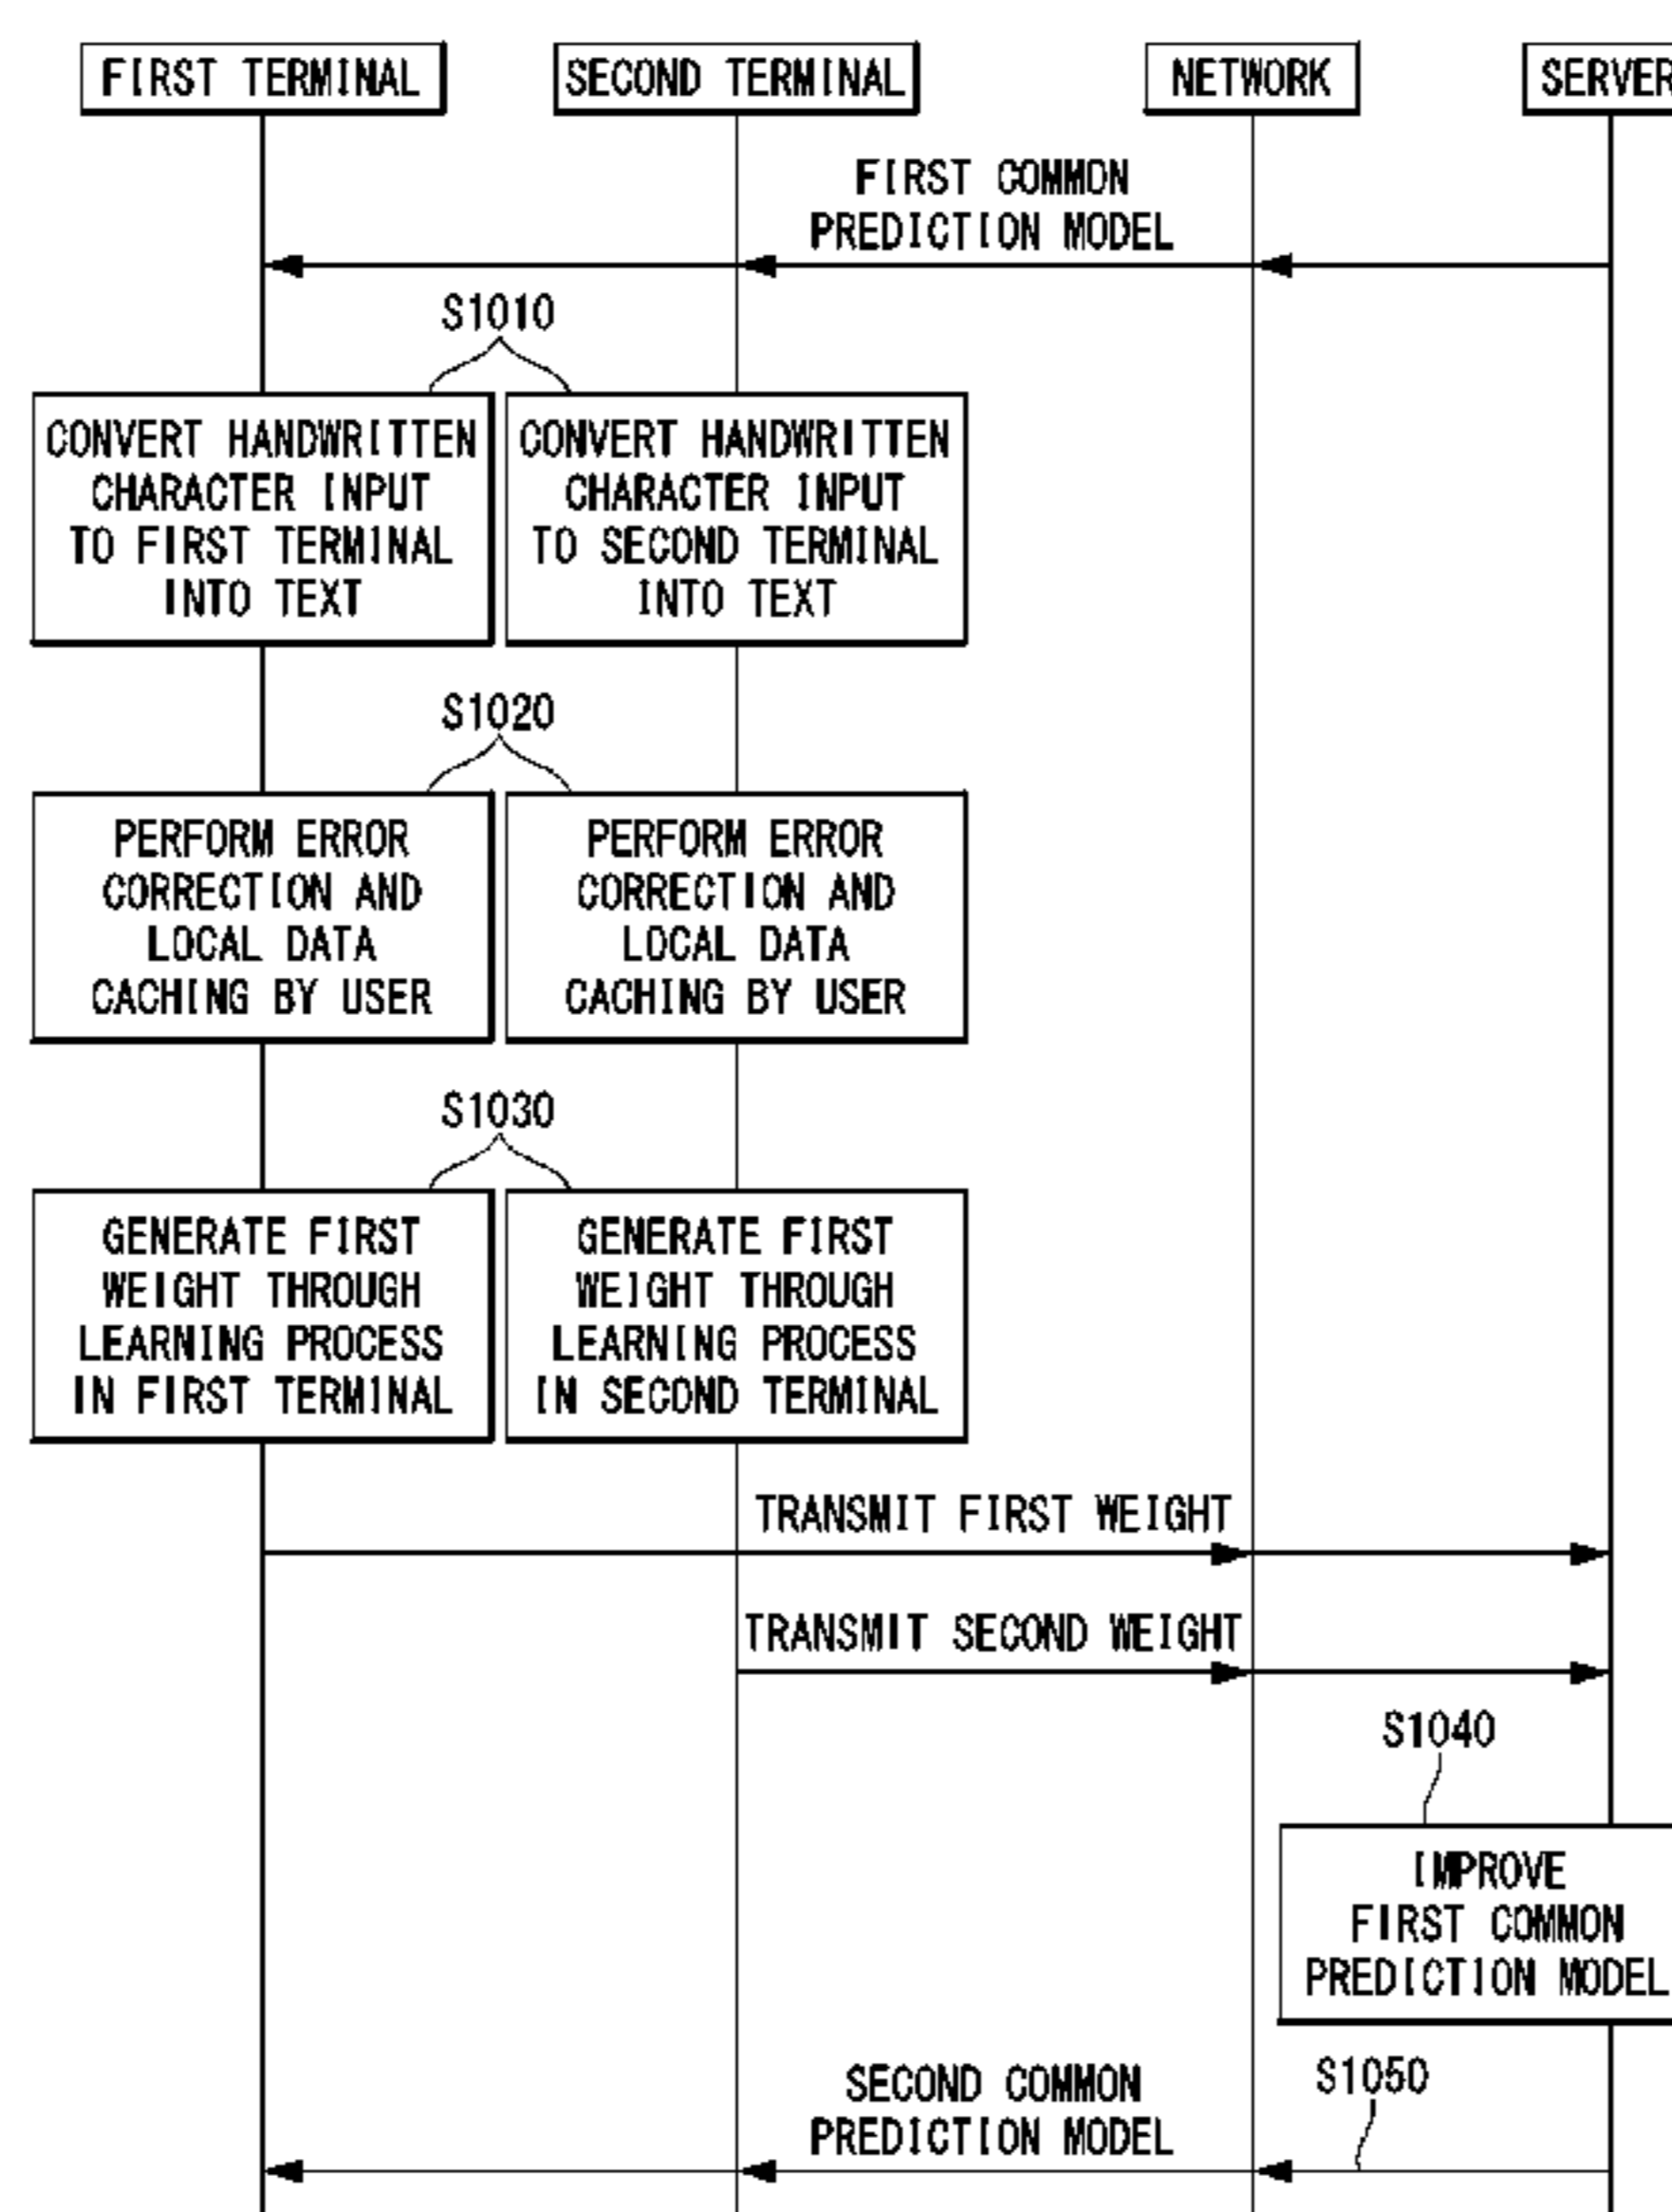 FIRST TERMINAL
SECOND TERMINAL
NETWORK
SERVER
FIRST COMMON
PREDICTION MODEL
S1010
CONVERT HANDWRITTEN
CHARACTER INPUT
TO FIRST TERMINAL
INTO TEXT
CONVERT HANDWRITTEN
CHARACTER INPUT
TO SECOND TERMINAL
INTO TEXT
S1020
PERFORM ERROR
CORRECTION AND
LOCAL DATA
CACHING BY USER
PERFORM ERROR
CORRECTION AND
LOCAL DATA
CACHING BY USER
S1030
GENERATE FIRST
WEIGHT THROUGH
LEARNING PROCESS
IN FIRST TERMINAL
GENERATE FIRST
WEIGHT THROUGH
LEARNING PROCESS
IN SECOND TERMINAL
TRANSMIT FIRST WEIGHT
TRANSMIT SECOND WEIGHT
S1040
IMPROVE
FIRST COMMON
PREDICTION MODEL
SECOND COMMON
PREDICTION MODEL
S1050